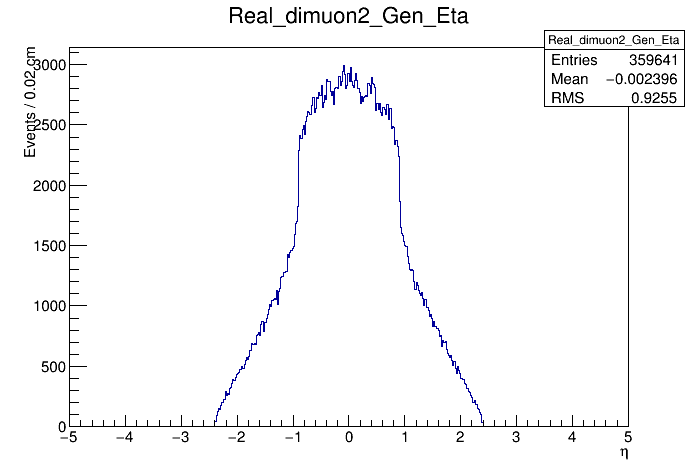 Real_dimuon2_Gen_Eta
Real_dimuon2_Gen_Eta
Entries 359641
Mean −0.002396
RMS 0.9255
Events / 0.02 cm
3000
2500
2000
1500
1000
500
0
−5 −4 −3 −2 −1 0 1 2 3 4 5
η